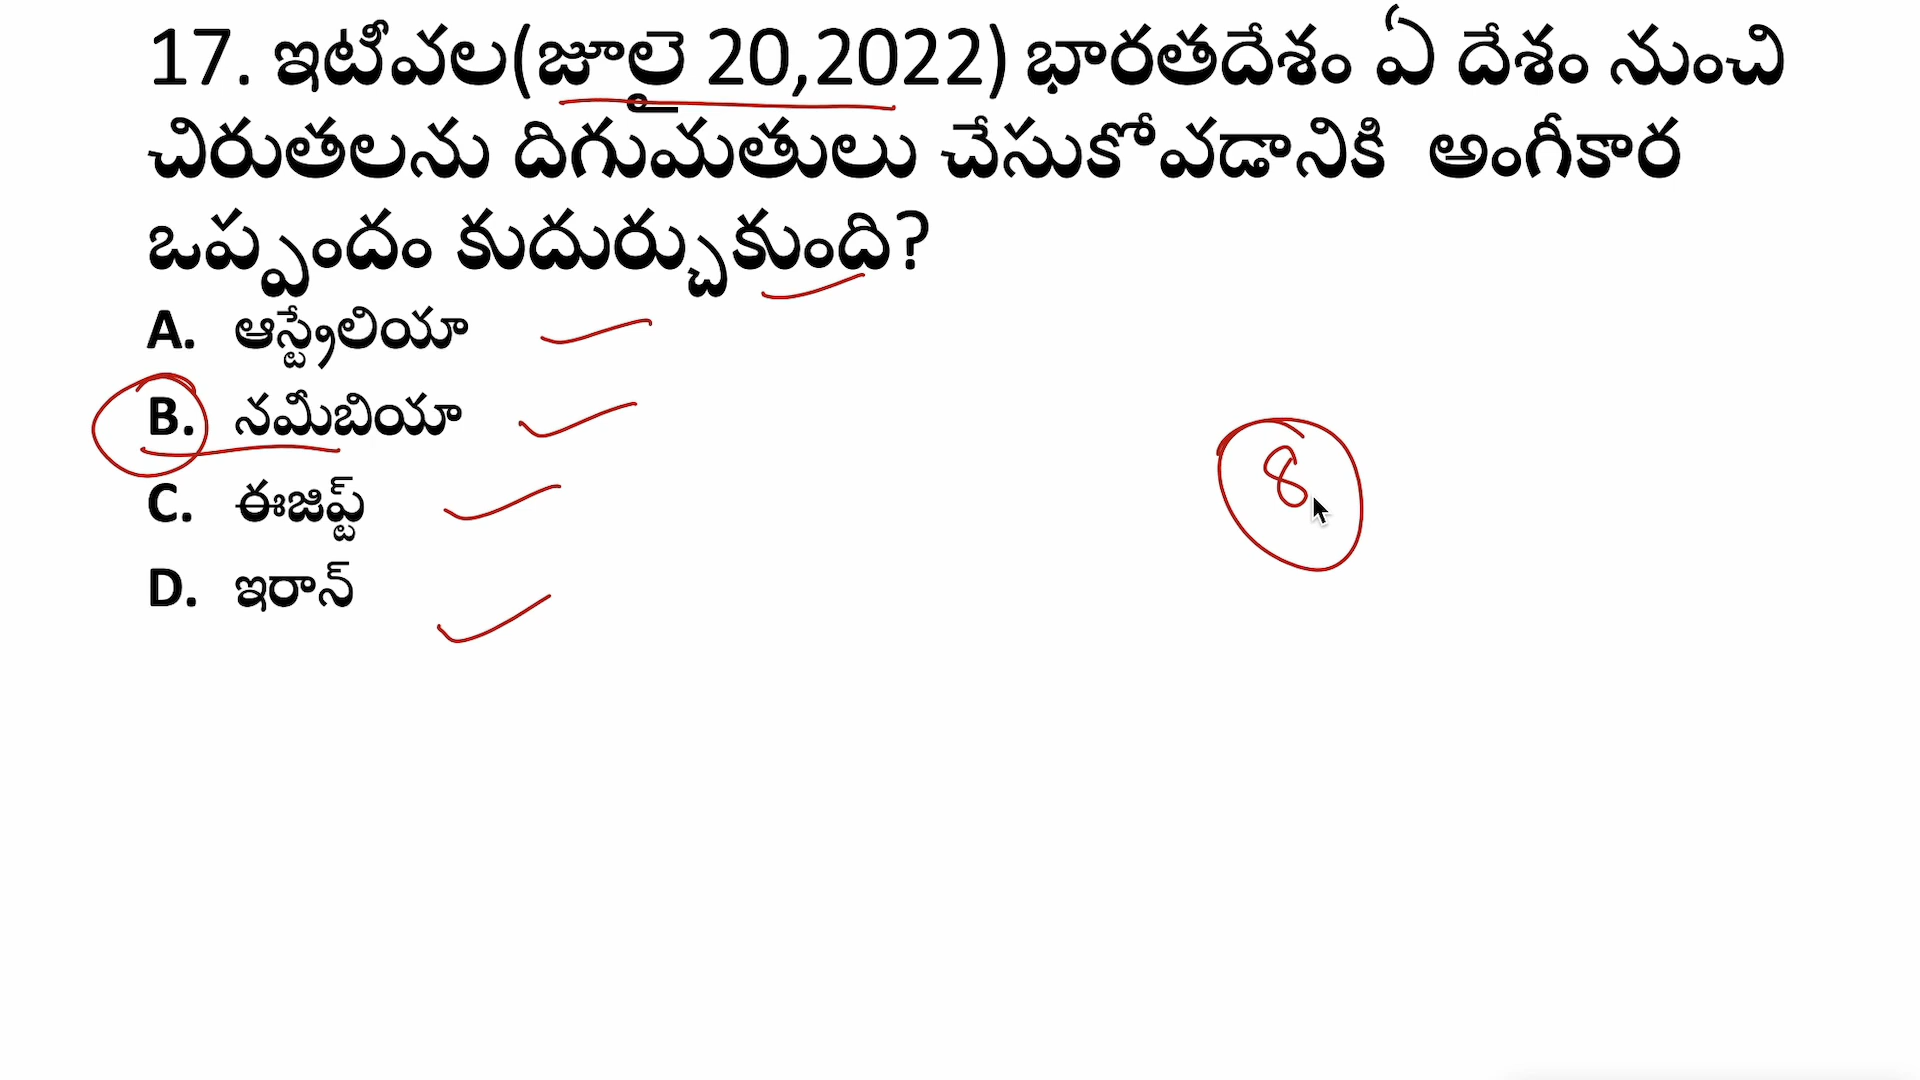 17. ఇటీవల(జూలై 20,2022) భారతదేశం ఏ దేశం నుంచి
చిరుతలను దిగుమతులు చేసుకోవడానికి అంగీకార
ఒప్పందం కుదుర్చుకుంది?
A. ఆస్ట్రేలియా
B. నమీబియా
8
C. ఈజిప్ట్
D. ఇరాన్